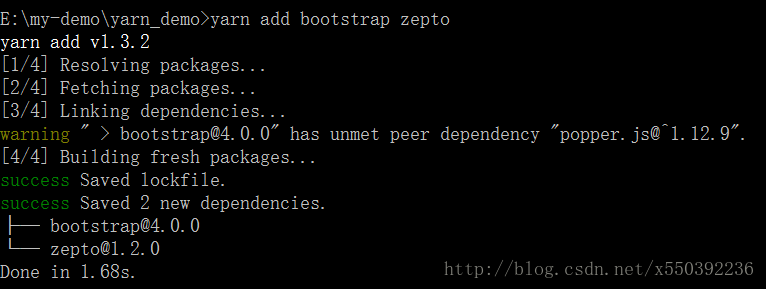 E:\my-demo\yarn_demo>yarn add bootstrap zepto
yarn add v1.3.2
[1/4] Resolving packages...
[2/4] Fetching packages...
[3/4] Linking dependencies...
warning " > bootstrap@4.0.0" has unmet peer dependency "popper.js@^1.12.9".
[4/4] Building fresh packages...
success Saved lockfile.
success Saved 2 new dependencies.
├── bootstrap@4.0.0
└── zepto@1.2.0
Done in 1.68s.
http://blog.csdn.net/x550392236